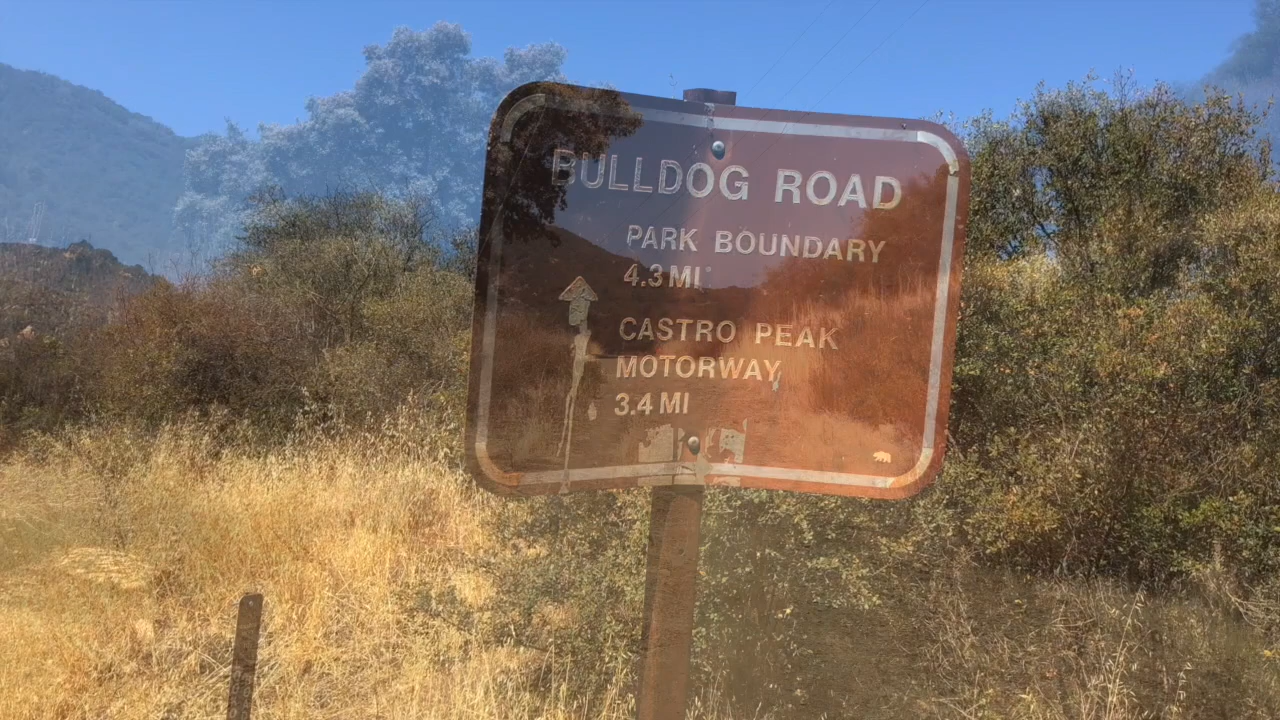 BULLDOG ROAD
PARK BOUNDARY
4.3 MI
CASTRO PEAK
MOTORWAY
3.4 MI